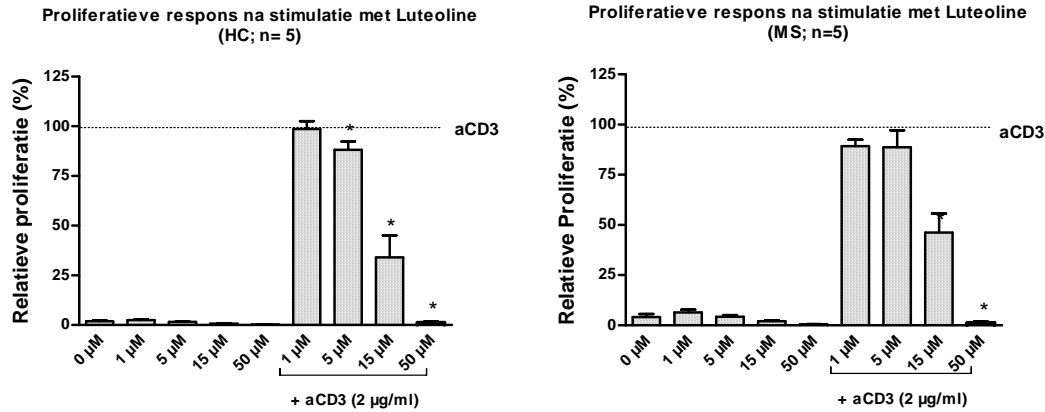 Proliferatieve respons na stimulatie met Luteoline
(HC; n= 5)
Relatieve proliferatie (%)
125
100
75
50
25
0
aCD3
*
*
*
0 µM
1 µM
5 µM
15 µM
50 µM
1 µM
5 µM
15 µM
50 µM
+ aCD3 (2 µg/ml)
Proliferatieve respons na stimulatie met Luteoline
(MS; n=5)
Relatieve Proliferatie (%)
125
100
75
50
25
0
aCD3
*
*
0 µM
1 µM
5 µM
15 µM
50 µM
1 µM
5 µM
15 µM
50 µM
+ aCD3 (2 µg/ml)